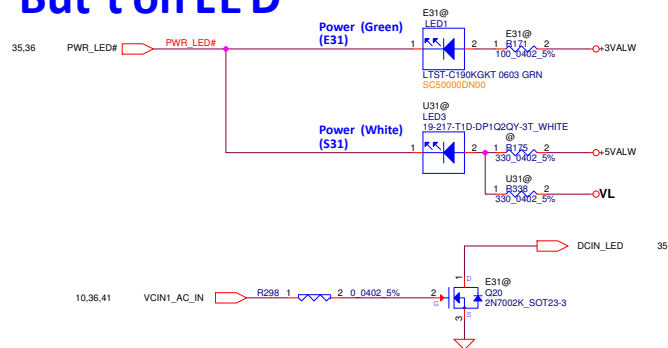 But t on LE D
Power (Green)
(E31)
35,36
PWR_LED#
PWR_LED#
E31@
LED1
1
2
LTST-C190KGKT 0603 GRN
SC50000DN00
E31@
1 R171 2
100_0402_5%
+3VALW
Power (White)
(S31)
U31@
LED3
19-217-T1D-DP1Q2QY-3T_WHITE
1
2
@
1 R175 2
330_0402_5%
+5VALW
U31@
1 R338 2
330_0402_5%
VL
DCIN_LED
35
10,36,41
VCIN1_AC_IN
R298 1
2 0_0402_5%
2
G
1
D
3
S
E31@
Q20
2N7002K_SOT23-3